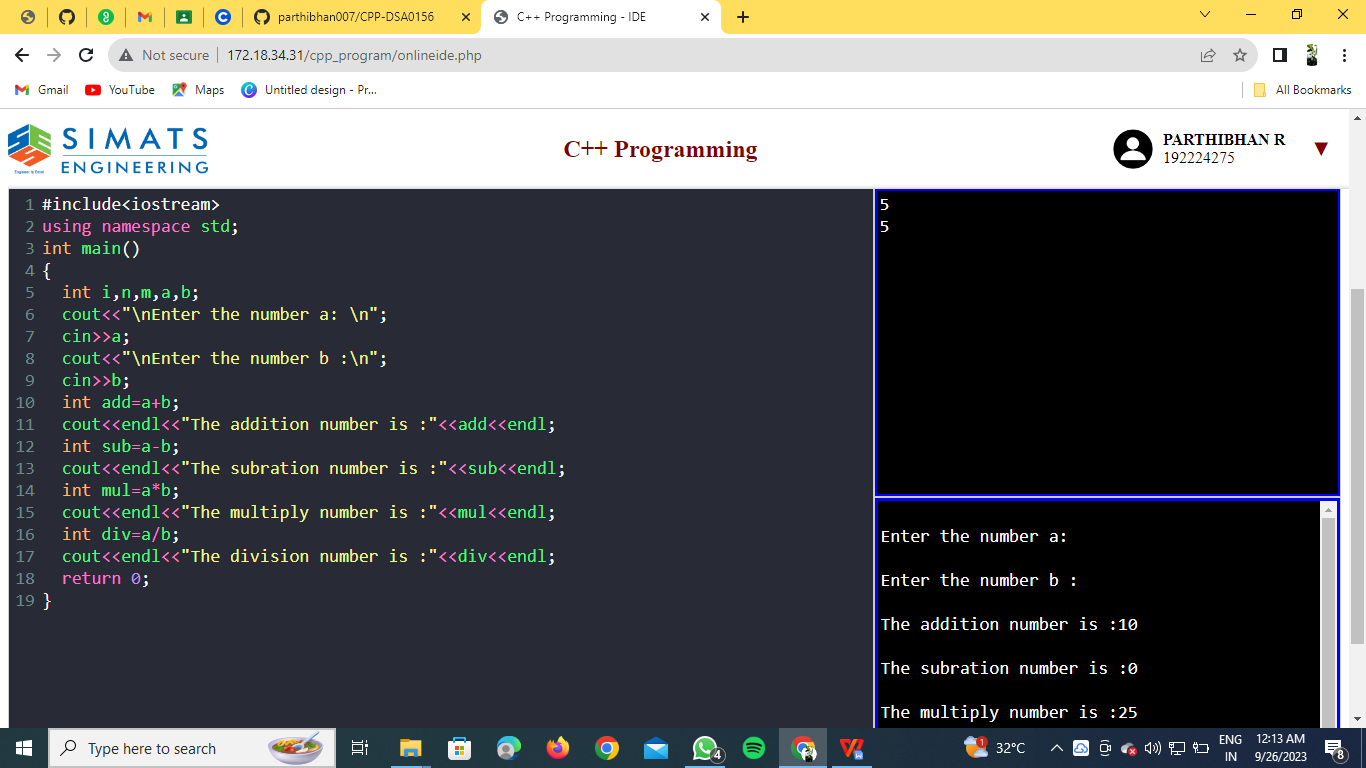 parthibhan007/CPP-DSA0156
C++ Programming - IDE
Not secure
172.18.34.31/cpp_program/onlineide.php
Gmail
YouTube
Maps
Untitled design - Pr...
All Bookmarks
SIMATS
ENGINEERING
Engineer to Excel
C++ Programming
PARTHIBHAN R
192224275
1 #include<iostream>
2 using namespace std;
3 int main()
4 {
5 int i,n,m,a,b;
6 cout<<"\nEnter the number a: \n";
7 cin>>a;
8 cout<<"\nEnter the number b :\n";
9 cin>>b;
10 int add=a+b;
11 cout<<endl<<"The addition number is :"<<add<<endl;
12 int sub=a-b;
13 cout<<endl<<"The subration number is :"<<sub<<endl;
14 int mul=a*b;
15 cout<<endl<<"The multiply number is :"<<mul<<endl;
16 int div=a/b;
17 cout<<endl<<"The division number is :"<<div<<endl;
18 return 0;
19 }
5
5
Enter the number a:
Enter the number b :
The addition number is :10
The subration number is :0
The multiply number is :25
Type here to search
4
1
32°C
ENG
IN
12:13 AM
9/26/2023
8